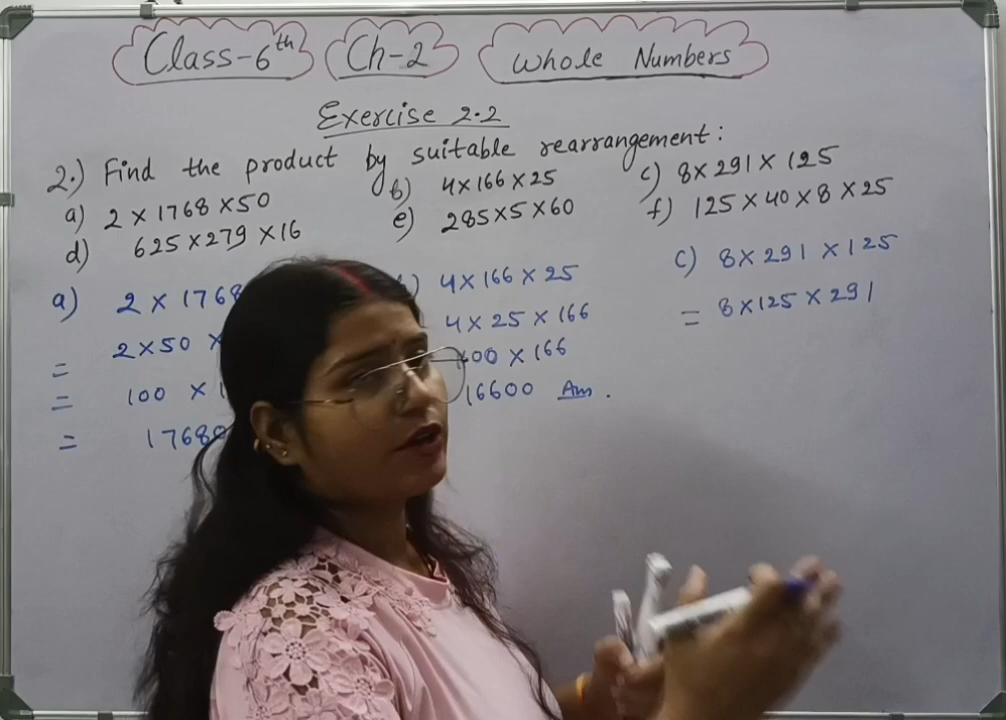 Class-6th Ch-2 Whole Numbers
Exercise 2.2
2.) Find the product by suitable rearrangement:
a) 2 × 1768 × 50 b) 4 × 166 × 25 c) 8 × 291 × 125
d) 625 × 279 × 16 e) 285 × 5 × 60 f) 125 × 40 × 8 × 25
a) 2 × 1768
= 2 × 50 ×
= 100 ×
= 1768
) 4 × 166 × 25
4 × 25 × 166
100 × 166
16600 Ans.
c) 8 × 291 × 125
= 8 × 125 × 291